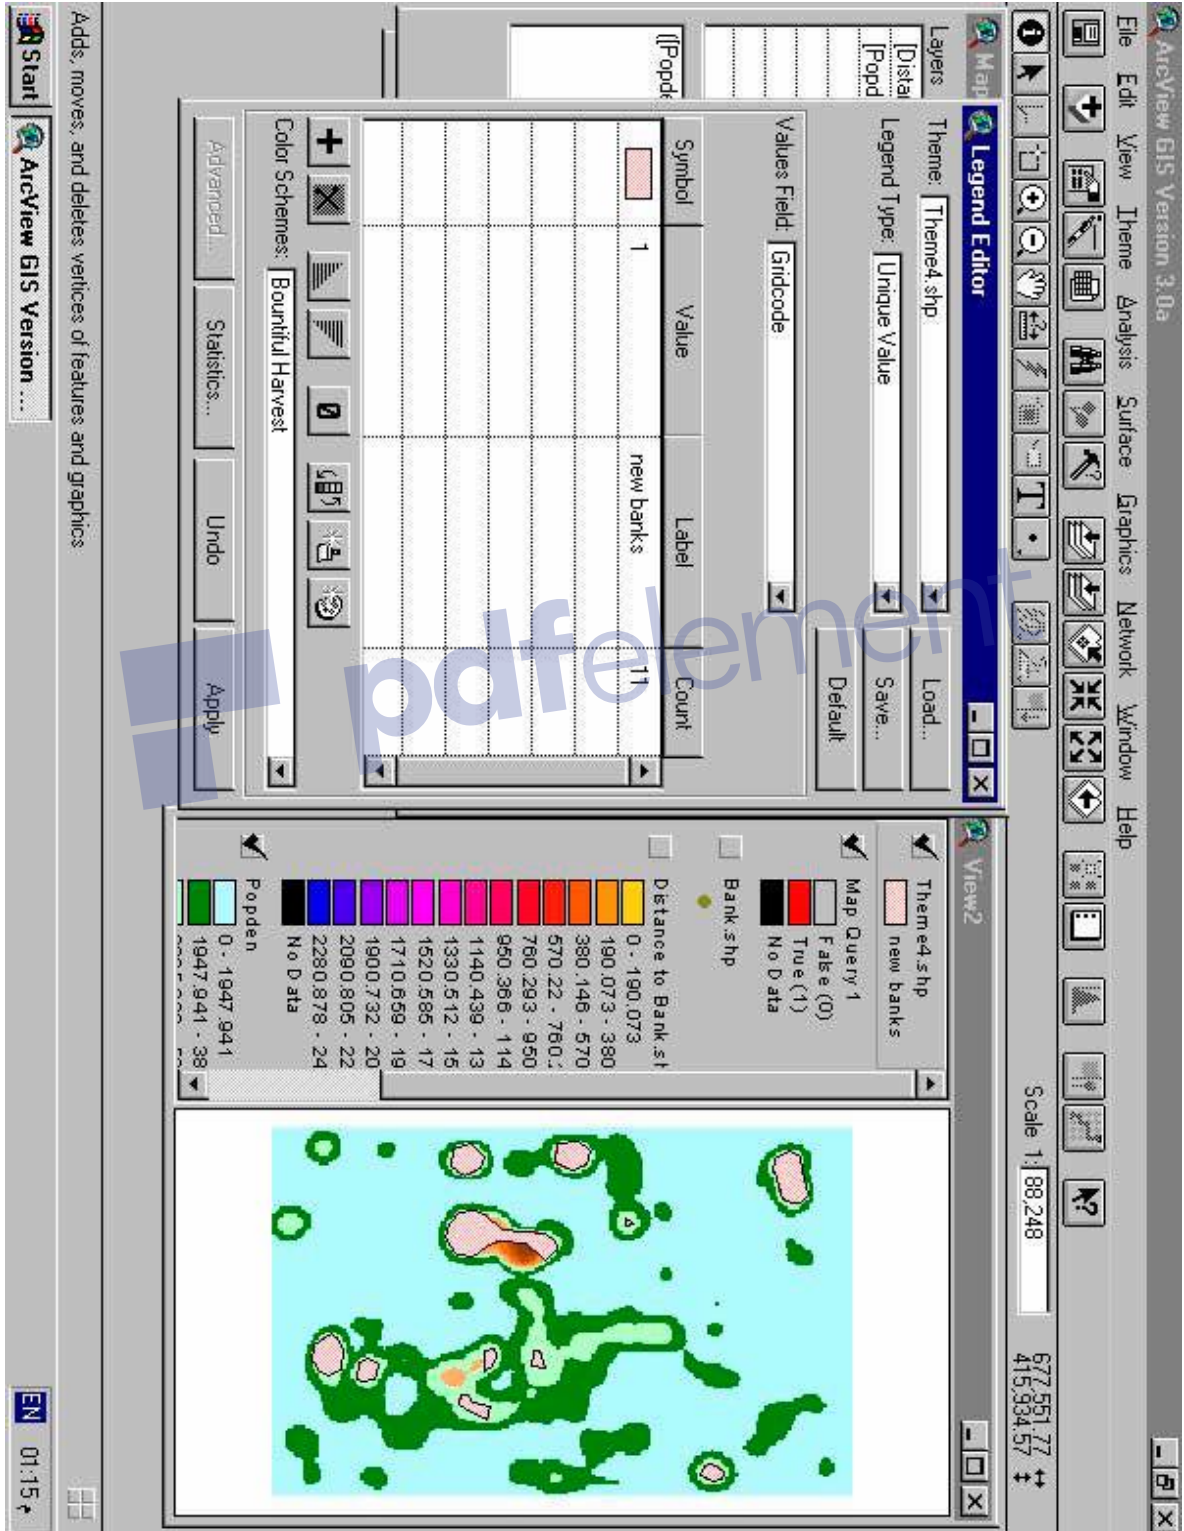 ArcView GIS Version 3.0a
File Edit View Theme Analysis Surface Graphics Network Window Help
Scale 1: 88,248
677,551.77
415,934.57
Map
Layers
[Distan
[Popd
([Popde
Legend Editor
Theme: Theme4.shp
Load...
Legend Type: Unique Value
Save...
Default
Values Field: Gridcode
Symbol Value Label Count
1 new banks 11
Color Schemes: Bountiful Harvest
Advanced... Statistics... Undo Apply
View2
Theme4.shp
new banks
Map Query 1
False (0)
True (1)
No Data
Bank.shp
Distance to Bank.sh
0 - 190.073
190.073 - 380
380.146 - 570
570.22 - 760.:
760.293 - 950
950.366 - 114
1140.439 - 13
1330.512 - 15
1520.585 - 17
1710.659 - 19
1900.732 - 20
2090.805 - 22
2280.878 - 24
No Data
Popden
0 - 1947.941
1947.941 - 38
pdfelement
Adds, moves, and deletes vertices of features and graphics
Start ArcView GIS Version ...
EN 01:15